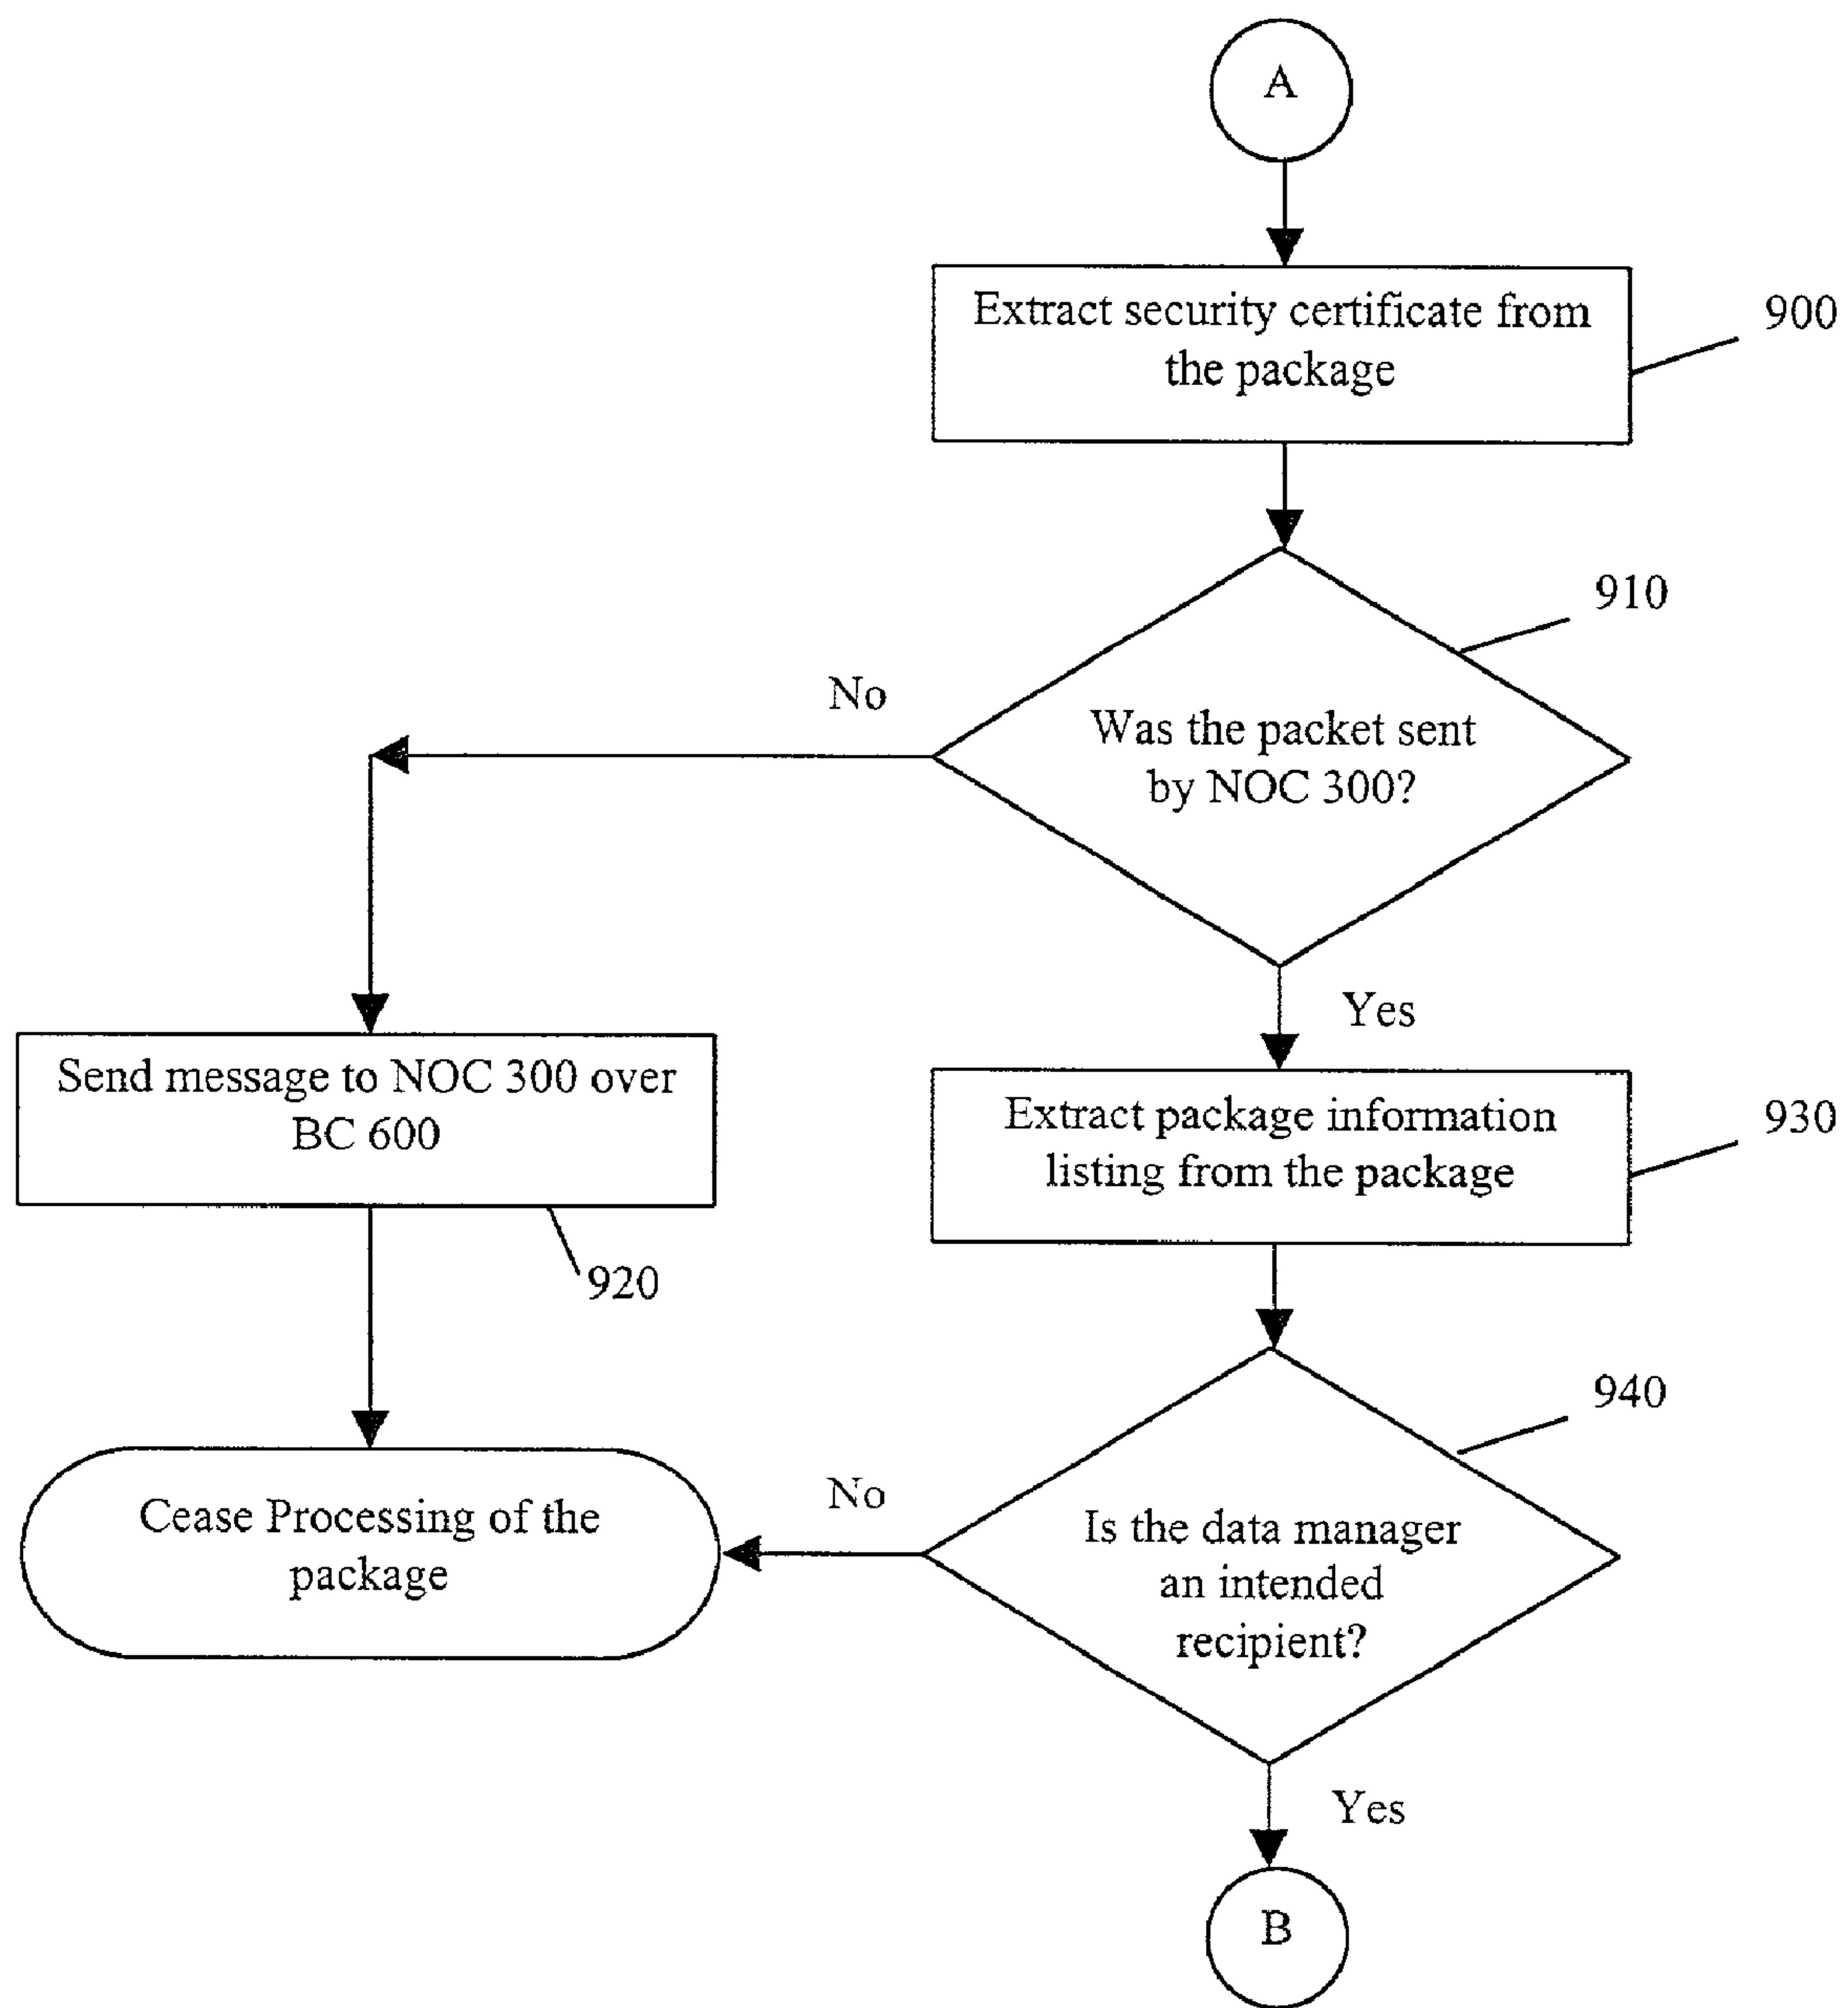 A
Extract security certificate from
the package
900
910
No
Was the packet sent
by NOC 300?
Yes
Send message to NOC 300 over
BC 600
920
Extract package information
listing from the package
930
940
No
Cease Processing of the
package
Is the data manager
an intended
recipient?
Yes
B